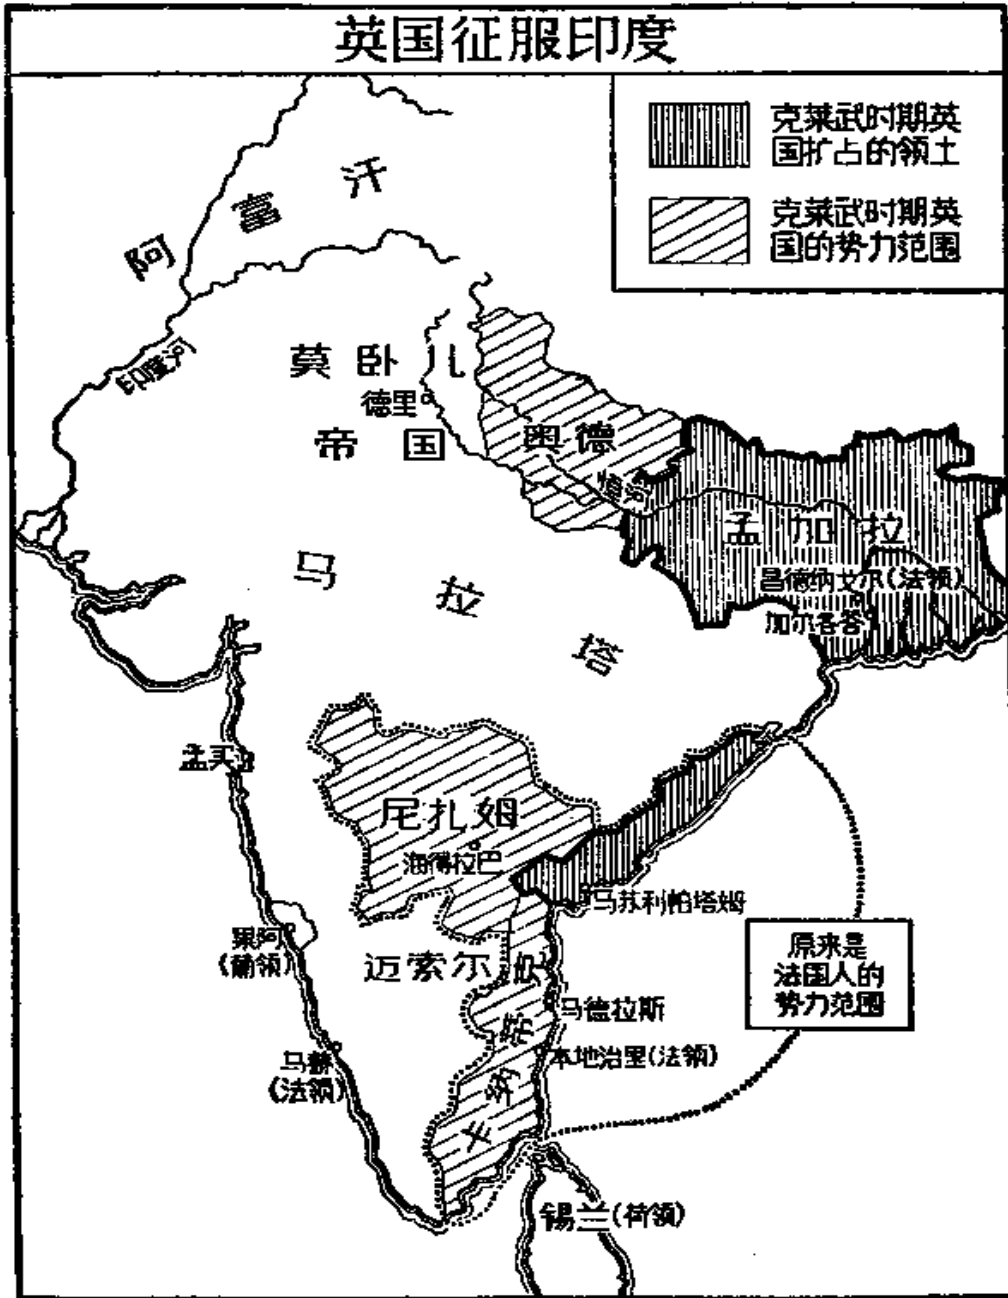 英国征服印度
克莱武时期英
国扩占的领土
克莱武时期英
国的势力范围
阿富汗
印度河
莫卧儿
德里
帝国
奥德
恒河
孟加拉
昌德纳戈尔(法领)
加尔各答
马拉塔
孟买
尼扎姆
海得拉巴
马苏利帕塔姆
果阿
(葡领)
迈索尔
原来是
法国人的
势力范围
马德拉斯
卡纳蒂克
本地治里(法领)
马赫
(法领)
锡兰(荷领)